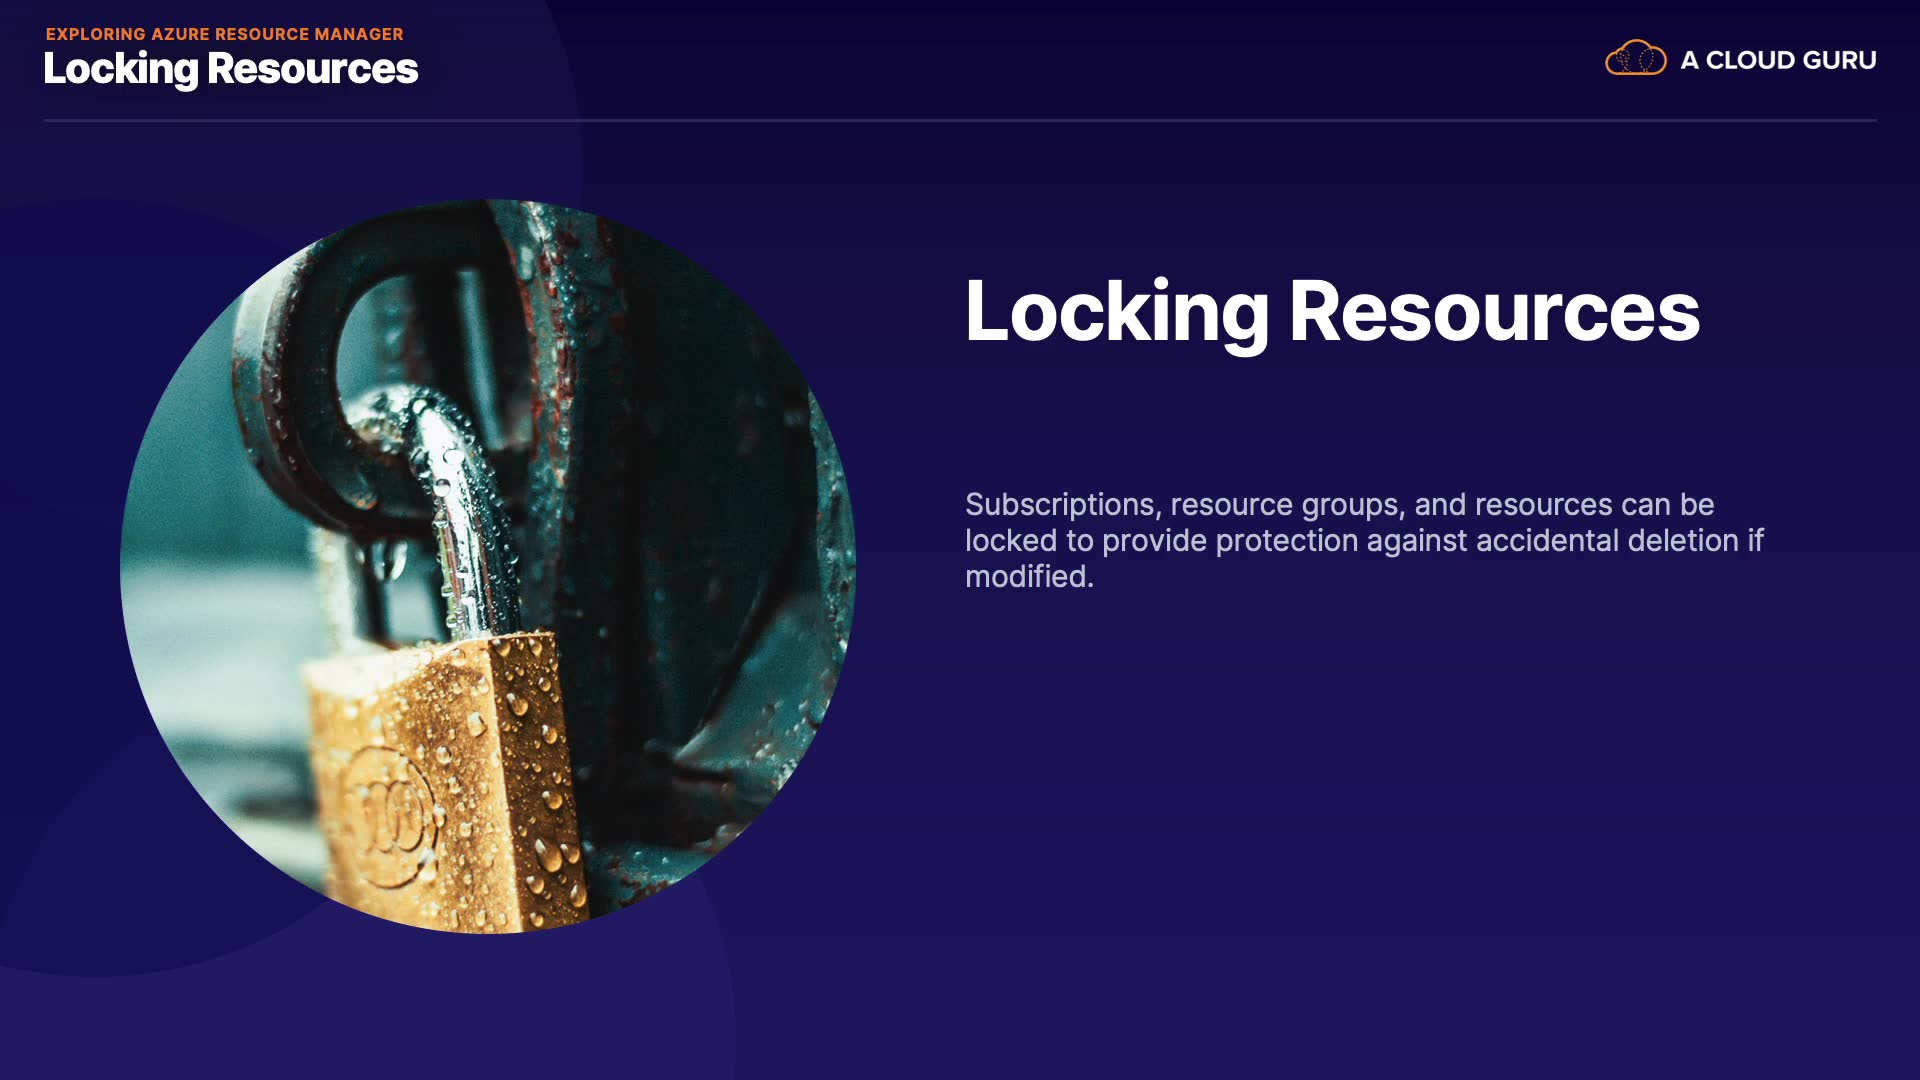 EXPLORING AZURE RESOURCE MANAGER
Locking Resources
A CLOUD GURU
Locking Resources
Subscriptions, resource groups, and resources can be
locked to provide protection against accidental deletion if
modified.